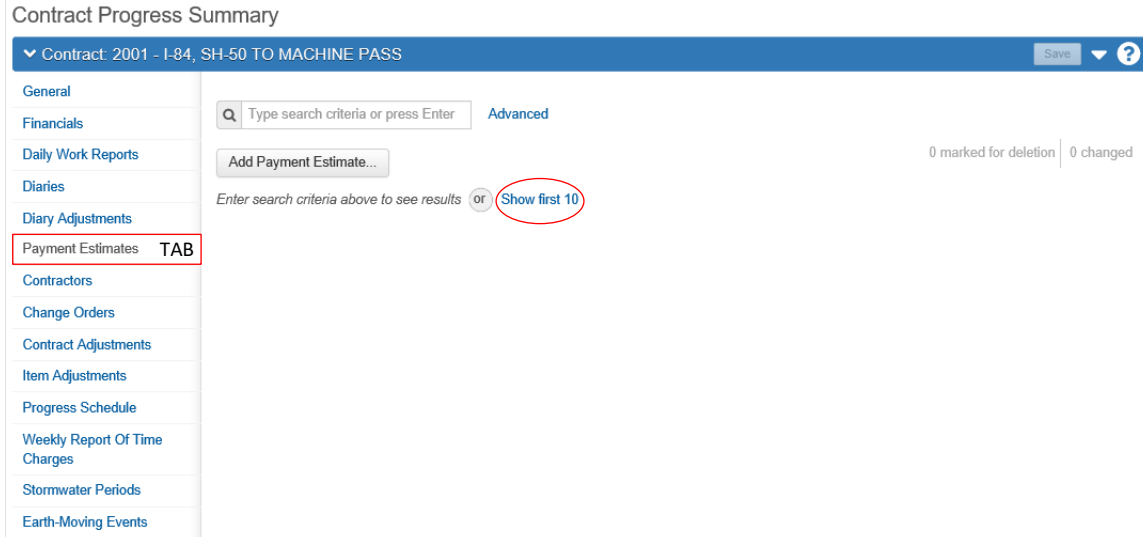 Contract Progress Summary
Contract: 2001 - I-84, SH-50 TO MACHINE PASS
Save
?
General
Financials
Daily Work Reports
Diaries
Diary Adjustments
Payment Estimates TAB
Contractors
Change Orders
Contract Adjustments
Item Adjustments
Progress Schedule
Weekly Report Of Time
Charges
Stormwater Periods
Earth-Moving Events
Type search criteria or press Enter Advanced
Add Payment Estimate...
0 marked for deletion 0 changed
Enter search criteria above to see results or Show first 10